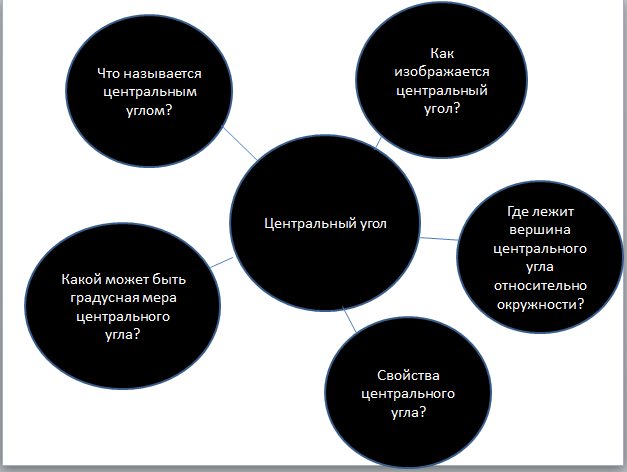 Что называется
центральным
углом?
Как
изображается
центральный
угол?
Центральный угол
Где лежит
вершина
центрального
угла
относительно
окружности?
Какой может быть
градусная мера
центрального
угла?
Свойства
центрального
угла?